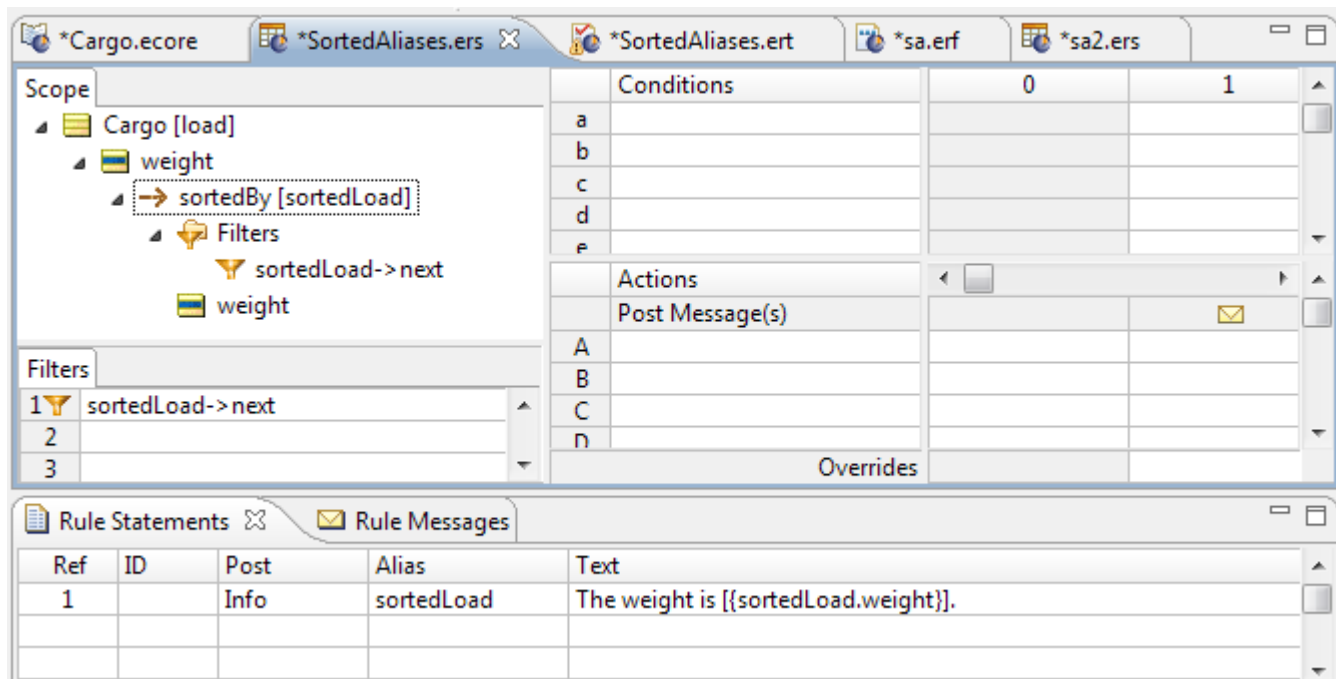 *Cargo.ecore *SortedAliases.ers *SortedAliases.ert *sa.erf *sa2.ers
Scope
Cargo [load]
weight
sortedBy [sortedLoad]
Filters
sortedLoad->next
weight
Filters
1 sortedLoad->next
2
3
Conditions 0 1
a
b
c
d
e
Actions
Post Message(s)
A
B
C
D
Overrides
Rule Statements Rule Messages
Ref ID Post Alias Text
1 Info sortedLoad The weight is [{sortedLoad.weight}].